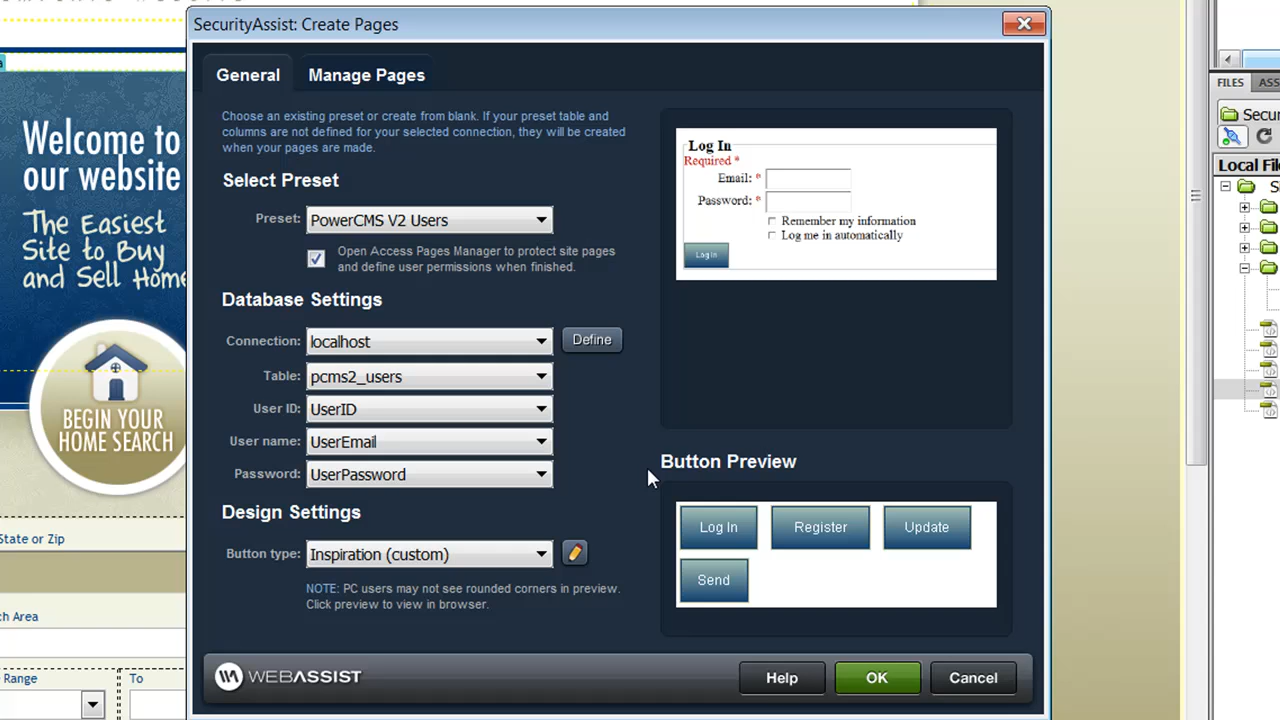 SecurityAssist: Create Pages
General
Manage Pages
Choose an existing preset or create from blank. If your preset table and
columns are not defined for your selected connection, they will be created
when your pages are made.
Select Preset
Preset:
PowerCMS V2 Users
Open Access Pages Manager to protect site pages
and define user permissions when finished.
Database Settings
Connection:
localhost
Define
Table:
pcms2_users
User ID:
UserID
User name:
UserEmail
Password:
UserPassword
Design Settings
Button type:
Inspiration (custom)
NOTE: PC users may not see rounded corners in preview.
Click preview to view in browser.
Log In
Required *
Email: *
Password: *
Remember my information
Log me in automatically
Log In
Button Preview
Log In
Register
Update
Send
WEBASSIST
Help
OK
Cancel
Welcome to
our website
The Easiest
Site to Buy
and Sell Home
BEGIN YOUR
HOME SEARCH
State or Zip
ch Area
Range
To
FILES
ASS
Secur
Local Fil
S